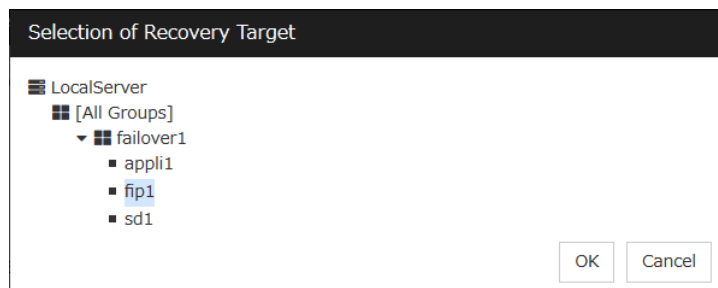 Selection of Recovery Target
LocalServer
[All Groups]
failover1
appli1
fip1
sd1
OK Cancel